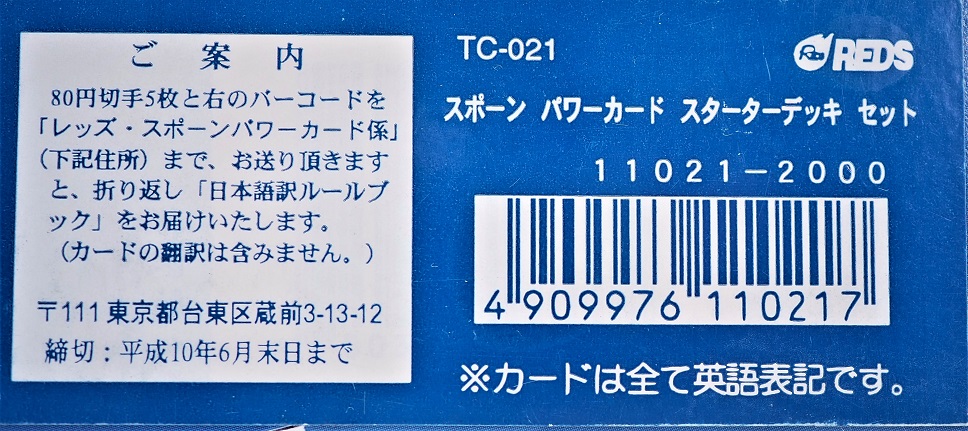 ご案内
80円切手5枚と右のバーコードを
「レッズ・スポーンパワーカード係」
(下記住所)まで、お送り頂きます
と、折り返し「日本語訳ルールブ
ック」をお届けいたします。
(カードの翻訳は含みません。)
〒111 東京都台東区蔵前3-13-12
締切:平成10年6月末日まで
TC-021
REDS
スポーン パワーカード スターターデッキ セット
11021-2000
4 909976 110217
※カードは全て英語表記です。